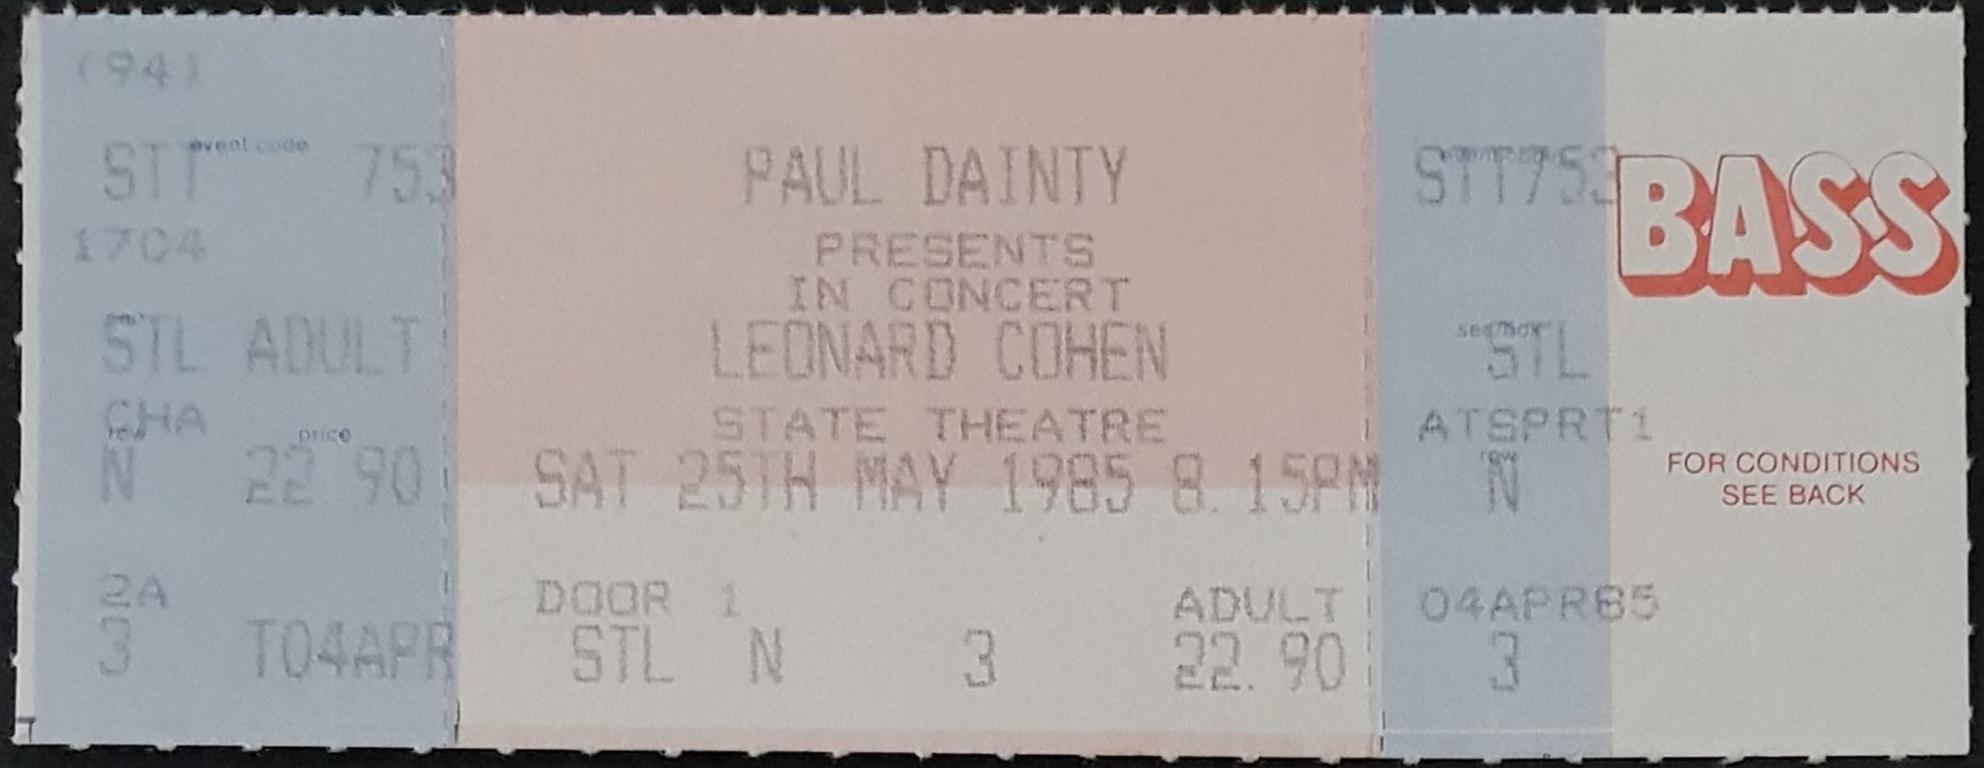 (94)
event code
STT 753
1704
STL ADULT
CHA
price
N 22.90
2A
3 T04APR
PAUL DAINTY
PRESENTS
IN CONCERT
LEONARD COHEN
STATE THEATRE
SAT 25TH MAY 1985 8.15PM
DOOR 1 ADULT
STL N 3 22.90
STT753
STL
ATSPRT1
row
N
04APR85
3
BASS
FOR CONDITIONS
SEE BACK